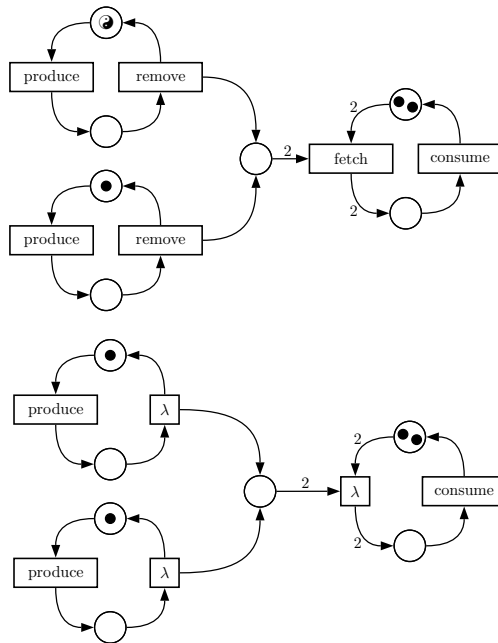 ☯
produce remove
2
2 fetch consume
2
produce remove
produce λ
2
2 λ consume
2
produce λ